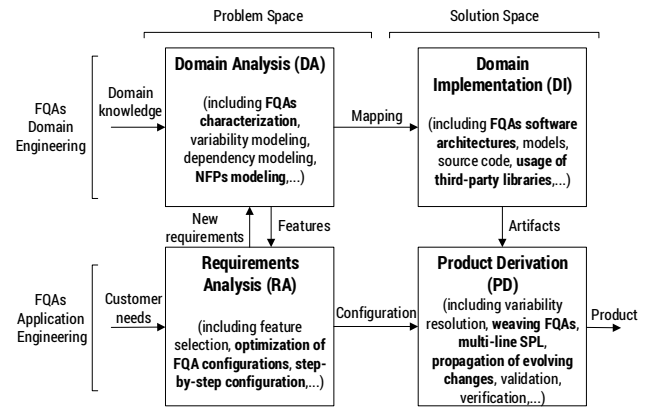 Problem Space
Solution Space
FQAs
Domain
Engineering
Domain
knowledge
Domain Analysis (DA)
(including FQAs
characterization,
variability modeling,
dependency modeling,
NFPs modeling,...)
Mapping
Domain
Implementation (DI)
(including FQAs software
architectures, models,
source code, usage of
third-party libraries,...)
New
requirements
Features
Artifacts
FQAs
Application
Engineering
Customer
needs
Requirements
Analysis (RA)
(including feature
selection, optimization of
FQA configurations, step-
by-step configuration,...)
Configuration
Product Derivation
(PD)
(including variability
resolution, weaving FQAs,
multi-line SPL,
propagation of evolving
changes, validation,
verification,...)
Product